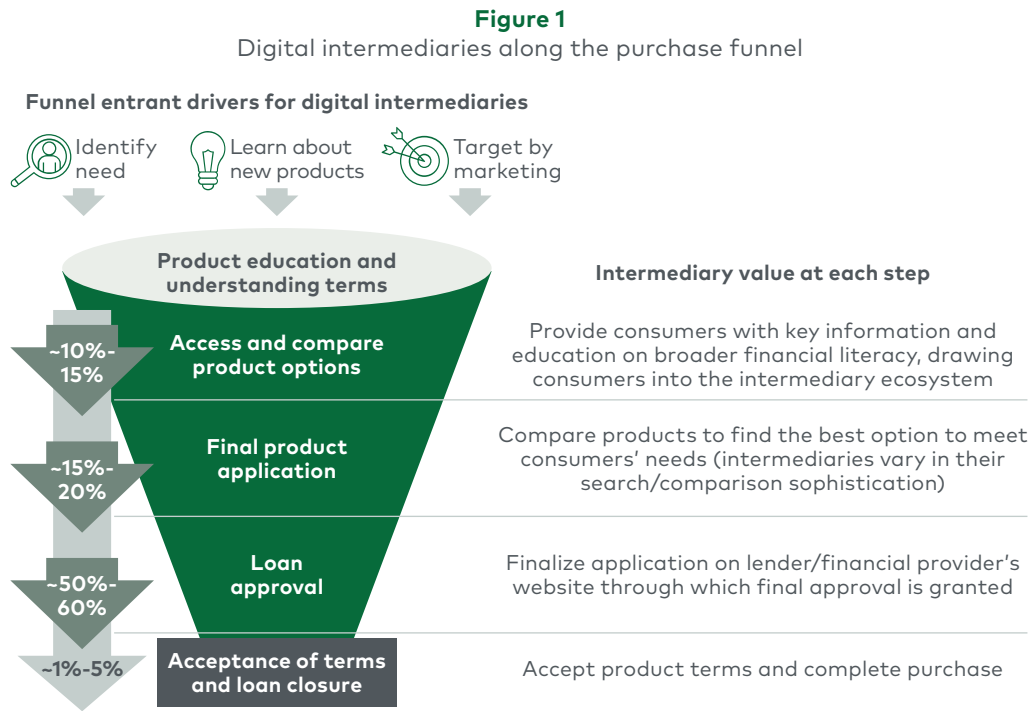 Figure 1
Digital intermediaries along the purchase funnel
Funnel entrant drivers for digital intermediaries
Identify
need
Learn about
new products
Target by
marketing
Product education and
understanding terms
Intermediary value at each step
~10%-
15%
Access and compare
product options
Provide consumers with key information and
education on broader financial literacy, drawing
consumers into the intermediary ecosystem
~15%-
20%
Final product
application
Compare products to find the best option to meet
consumers’ needs (intermediaries vary in their
search/comparison sophistication)
~50%-
60%
Loan
approval
Finalize application on lender/financial provider’s
website through which final approval is granted
~1%-5%
Acceptance of terms
and loan closure
Accept product terms and complete purchase